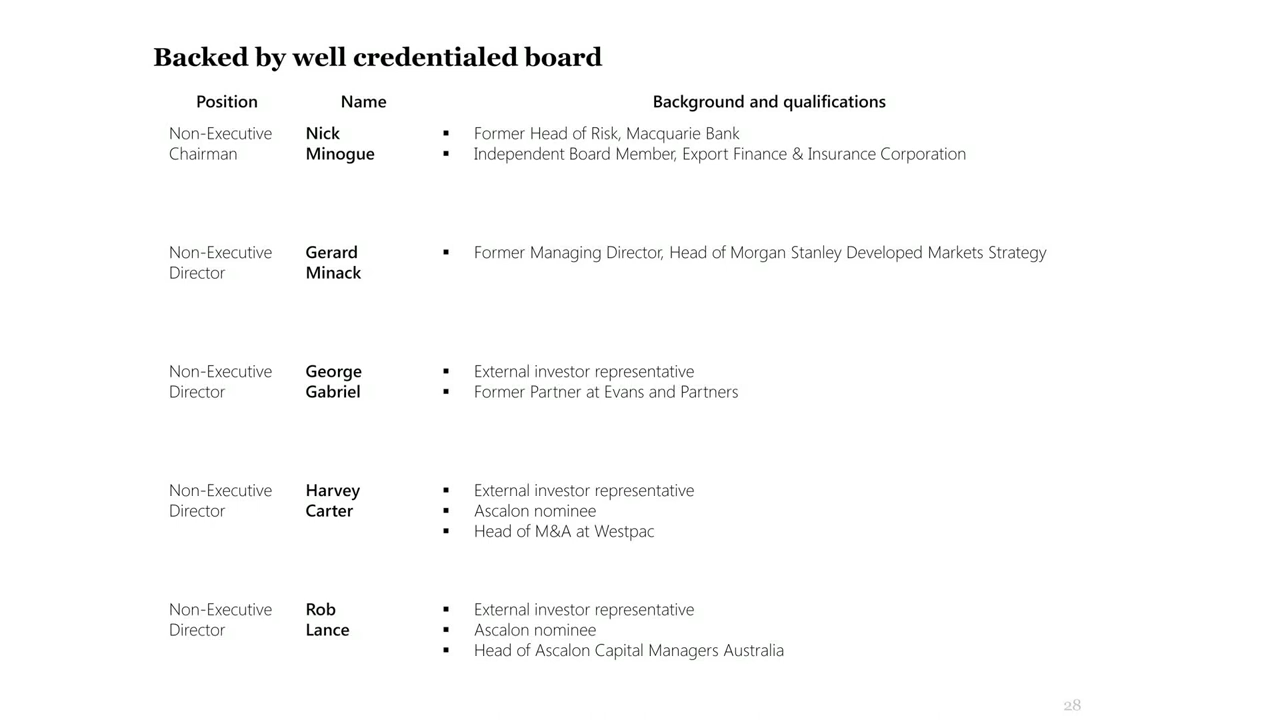 Backed by well credentialed board
Position Name Background and qualifications
Non-Executive Nick ▪ Former Head of Risk, Macquarie Bank
Chairman Minogue ▪ Independent Board Member, Export Finance & Insurance Corporation
Non-Executive Gerard ▪ Former Managing Director, Head of Morgan Stanley Developed Markets Strategy
Director Minack
Non-Executive George ▪ External investor representative
Director Gabriel ▪ Former Partner at Evans and Partners
Non-Executive Harvey ▪ External investor representative
Director Carter ▪ Ascalon nominee
▪ Head of M&A at Westpac
Non-Executive Rob ▪ External investor representative
Director Lance ▪ Ascalon nominee
▪ Head of Ascalon Capital Managers Australia
28